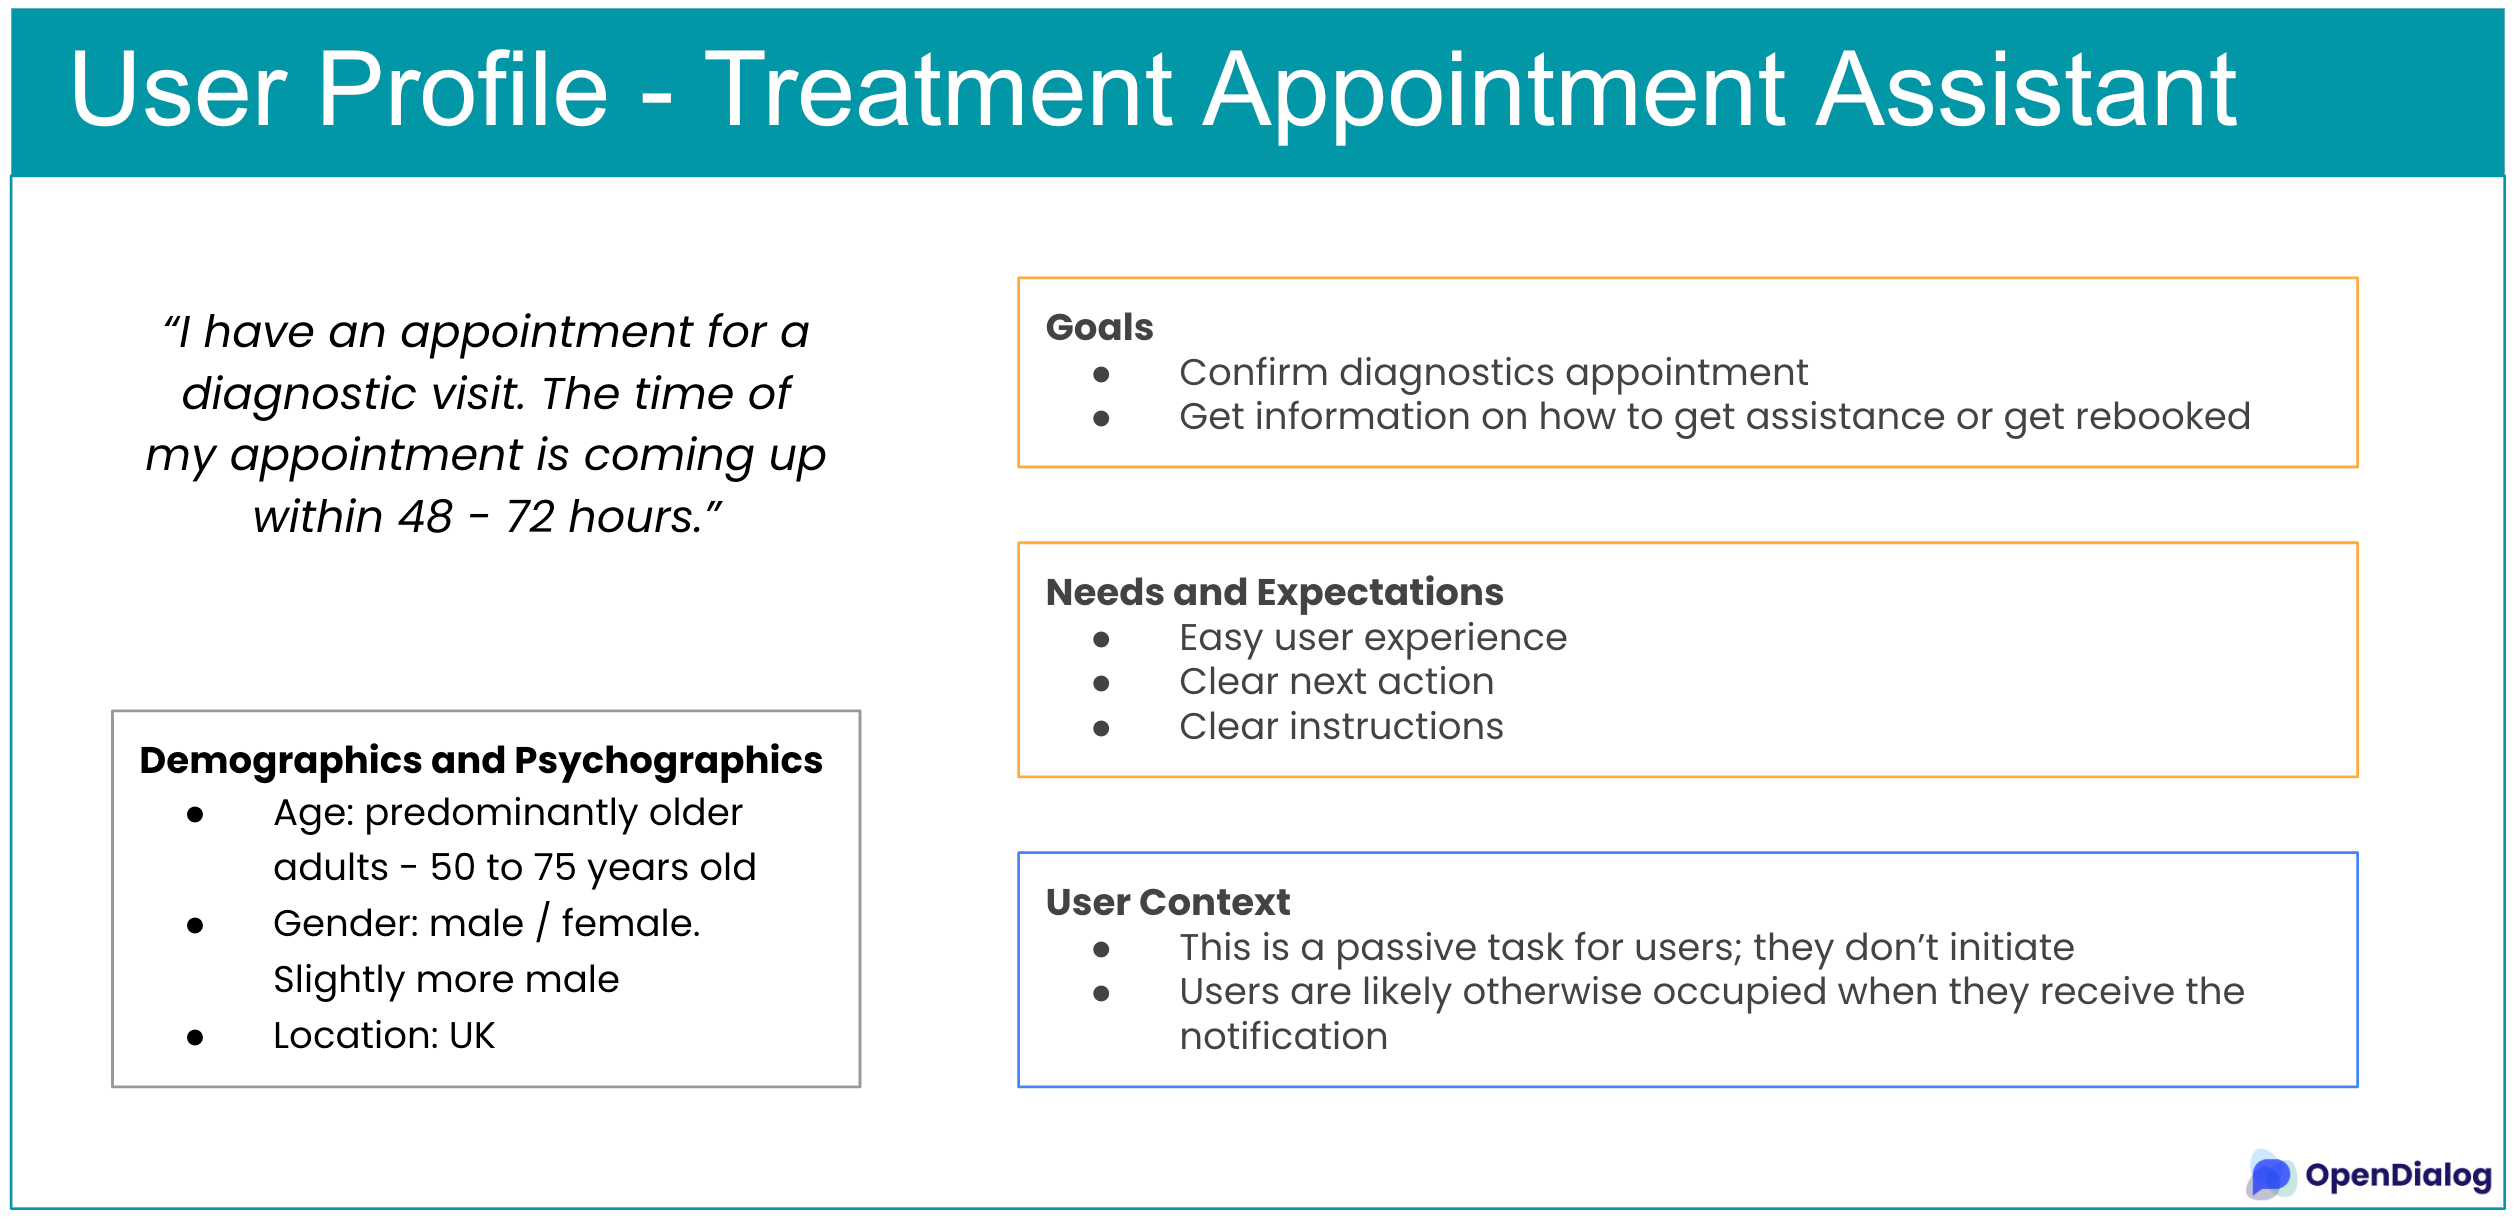 User Profile - Treatment Appointment Assistant
“I have an appointment for a
diagnostic visit. The time of
my appointment is coming up
within 48 - 72 hours.”
Demographics and Psychographics
● Age: predominantly older
adults - 50 to 75 years old
● Gender: male / female.
Slightly more male
● Location: UK
Goals
● Confirm diagnostics appointment
● Get information on how to get assistance or get rebooked
Needs and Expectations
● Easy user experience
● Clear next action
● Clear instructions
User Context
● This is a passive task for users; they don’t initiate
● Users are likely otherwise occupied when they receive the
notification
OpenDialog